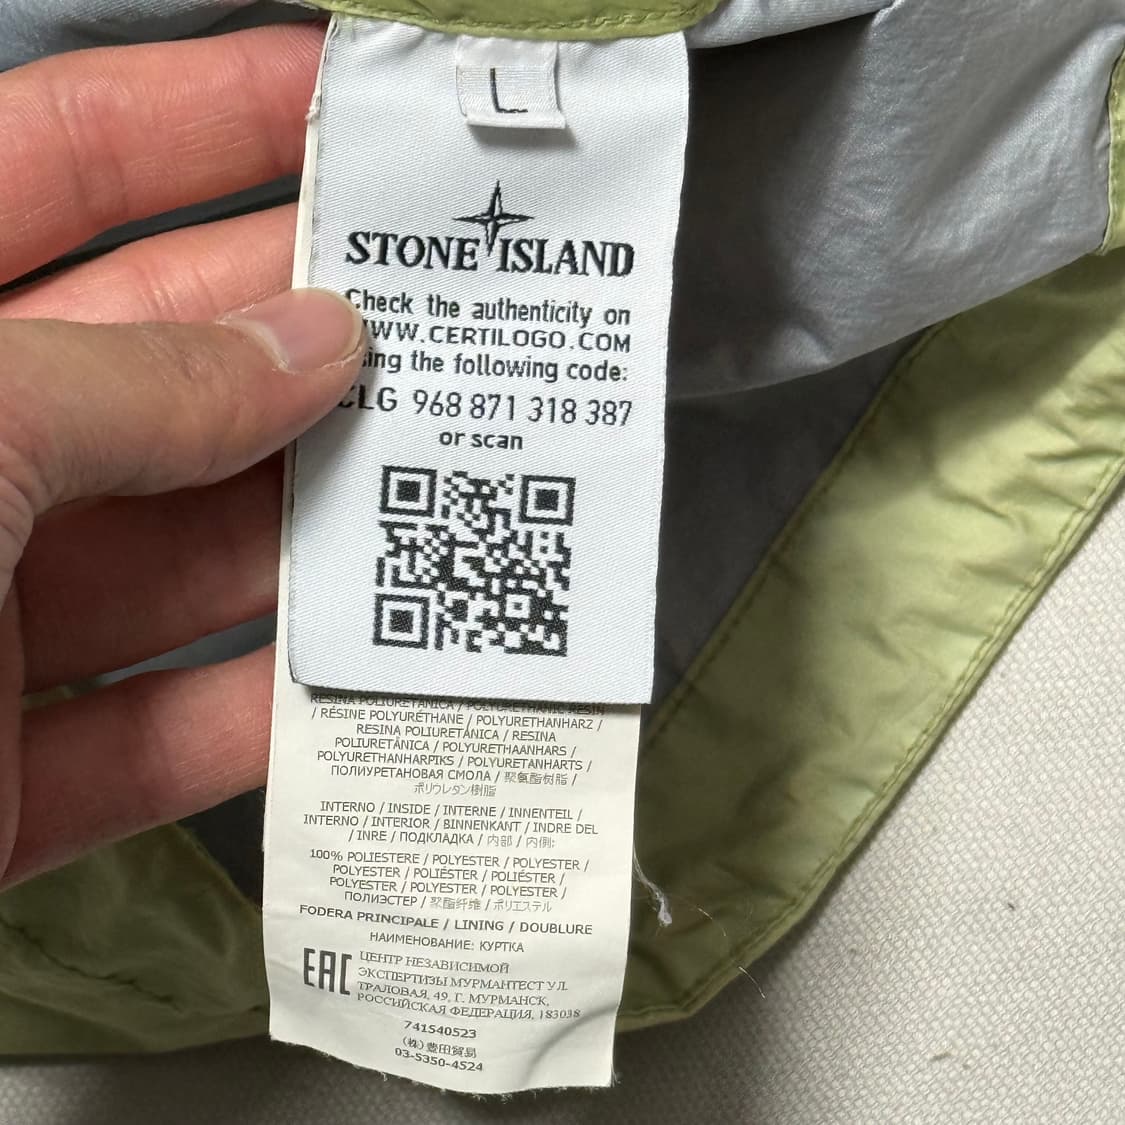 L
STONE ISLAND
Check the authenticity on
WWW.CERTILOGO.COM
the following code:
CLG 968 871 318 387
or scan
RESINA POLIURETANICA / POLYURETHANIC RESIN
/ RÉSINE POLYURÉTHANE / POLYURETHANHARZ /
RESINA POLIURETÁNICA / RESINA
POLIURETÂNICA / POLYURETHAANHARS /
POLYURETHANHARPIKS / POLYURETANHARTS /
ПОЛИУРЕТАНОВАЯ СМОЛА / 聚氨酯树脂 /
ポリウレタン樹脂
INTERNO / INSIDE / INTERNE / INNENTEIL /
INTERNO / INTERIOR / BINNENKANT / INDRE DEL
/ INRE / ПОДКЛАДКА / 内部 / 内側:
100% POLIESTERE / POLYESTER / POLYESTER /
POLYESTER / POLIÉSTER / POLIÉSTER /
POLYESTER / POLYESTER / POLYESTER /
ПОЛИЭСТЕР / 聚酯纤维 / ポリエステル
FODERA PRINCIPALE / LINING / DOUBLURE
НАИМЕНОВАНИЕ: КУРТКА
EAC
ЦЕНТР НЕЗАВИСИМОЙ
ЭКСПЕРТИЗЫ МУРМАНТЕСТ УЛ.
ТРАЛОВАЯ, 49, Г. МУРМАНСК,
РОССИЙСКАЯ ФЕДЕРАЦИЯ, 183038
741540523
(株) 豊田貿易
03-5350-4524